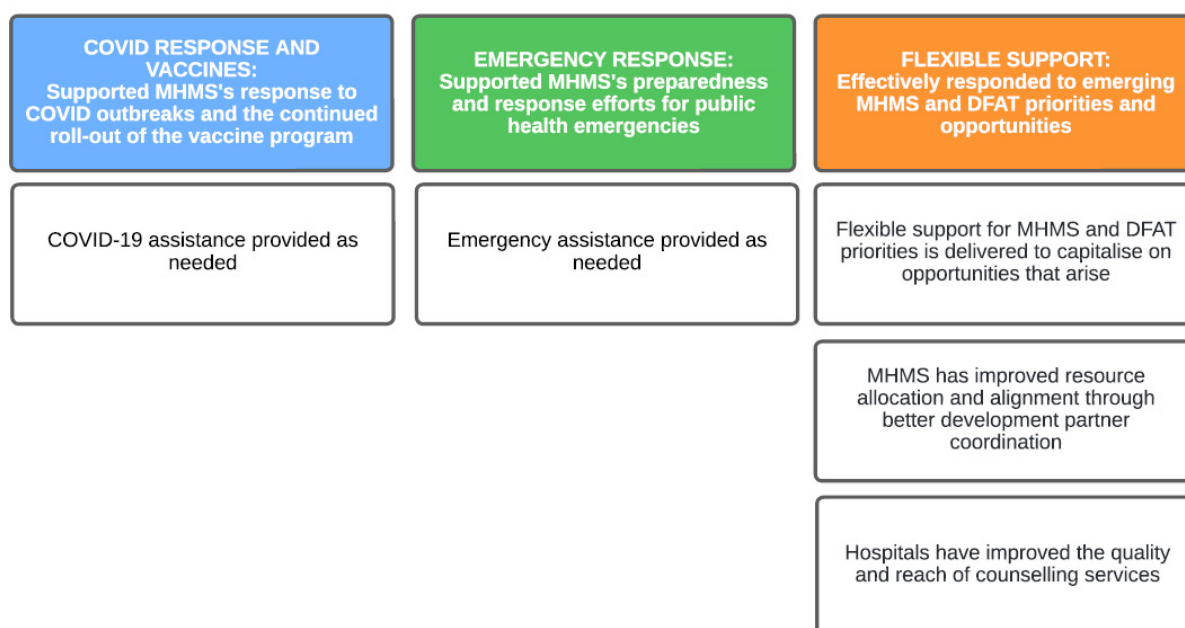 COVID RESPONSE AND
VACCINES:
Supported MHMS's response to
COVID outbreaks and the continued
roll-out of the vaccine program
EMERGENCY RESPONSE:
Supported MHMS's preparedness
and response efforts for public
health emergencies
FLEXIBLE SUPPORT:
Effectively responded to emerging
MHMS and DFAT priorities and
opportunities
COVID-19 assistance provided as
needed
Emergency assistance provided as
needed
Flexible support for MHMS and DFAT
priorities is delivered to capitalise on
opportunities that arise
MHMS has improved resource
allocation and alignment through
better development partner
coordination
Hospitals have improved the quality
and reach of counselling services